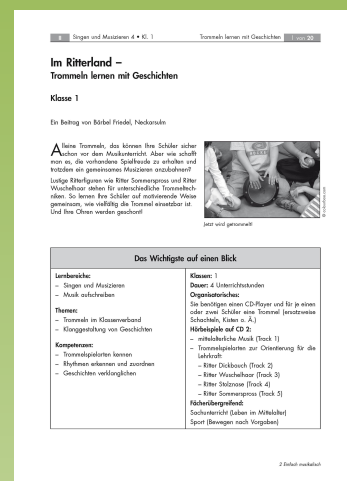 8 Singen und Musizieren 4 • Kl. 1 Trommeln lernen mit Geschichten 1 von 20
Im Ritterland –
Trommeln lernen mit Geschichten
Klasse 1
Ein Beitrag von Bärbel Friedel, Neckarsulm
Alleine Trommeln, das können Ihre Schüler sicher
schon vor dem Musikunterricht. Aber wie schafft
man es, die vorhandene Spielfreude zu erhalten und
trotzdem ein gemeinsames Musizieren anzubahnen?
Lustige Ritterfiguren wie Ritter Sommerspross und Ritter
Wuschelhaar stehen für unterschiedliche Trommeltech-
niken. So lernen Ihre Schüler auf motivierende Weise
gemeinsam, wie vielfältig die Trommel einsetzbar ist.
Und Ihre Ohren werden geschont!
Jetzt wird getrommelt!
Das Wichtigste auf einen Blick
Lernbereiche:
– Singen und Musizieren
– Musik aufschreiben
Themen:
– Trommeln im Klassenverband
– Klanggestaltung von Geschichten
Kompetenzen:
– Trommelspielarten kennen
– Rhythmen erkennen und zuordnen
– Geschichten verklanglichen
Klassen: 1
Dauer: 4 Unterrichtsstunden
Organisatorisches:
Sie benötigen einen CD-Player und für je einen
oder zwei Schüler eine Trommel (ersatzweise
Schachteln, Kisten o. Ä.)
Hörbeispiele auf CD 2:
– mittelalterliche Musik (Track 1)
– Trommelspielarten zur Orientierung für die
Lehrkraft:
– Ritter Dickbauch (Track 2)
– Ritter Wuschelhaar (Track 3)
– Ritter Stolznase (Track 4)
– Ritter Sommerspross (Track 5)
Fächerübergreifend:
Sachunterricht (Leben im Mittelalter)
Sport (Bewegen nach Vorgaben)
2 Einfach musikalisch